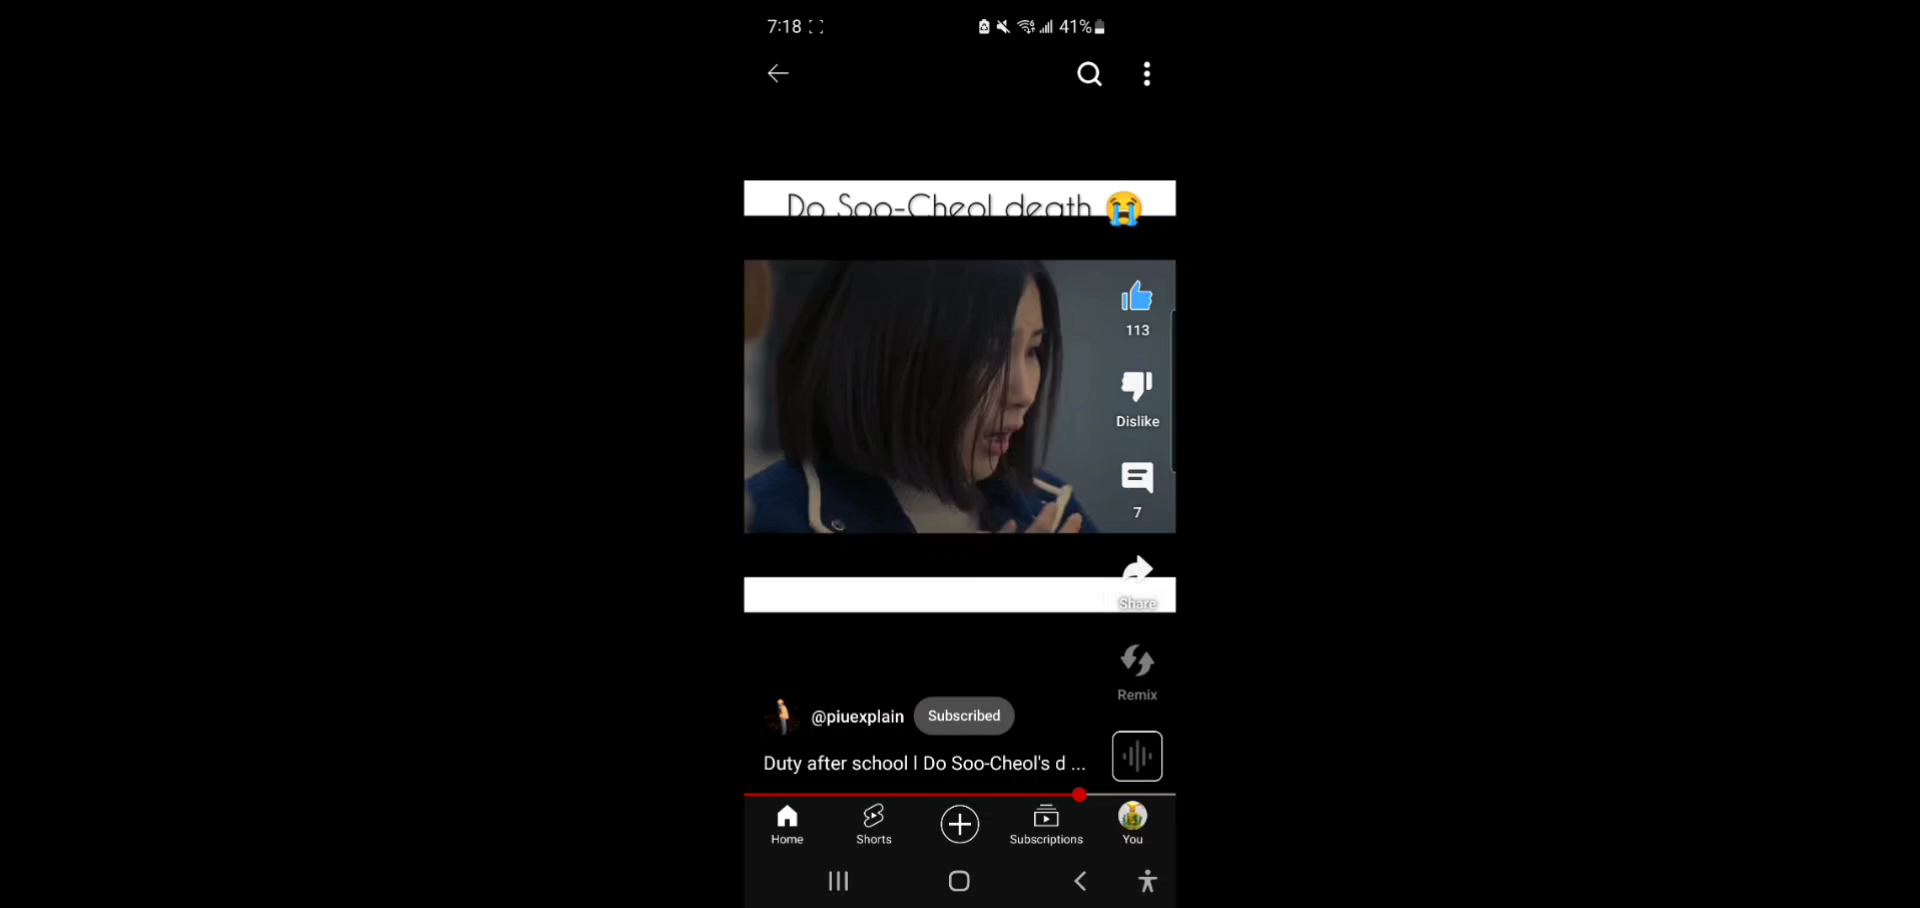 7:18 41%
Do Soo-Cheol death 😭
113
Dislike
7
Share
Remix
@piuexplain Subscribed
Duty after school l Do Soo-Cheol's d ...
Home Shorts Subscriptions You